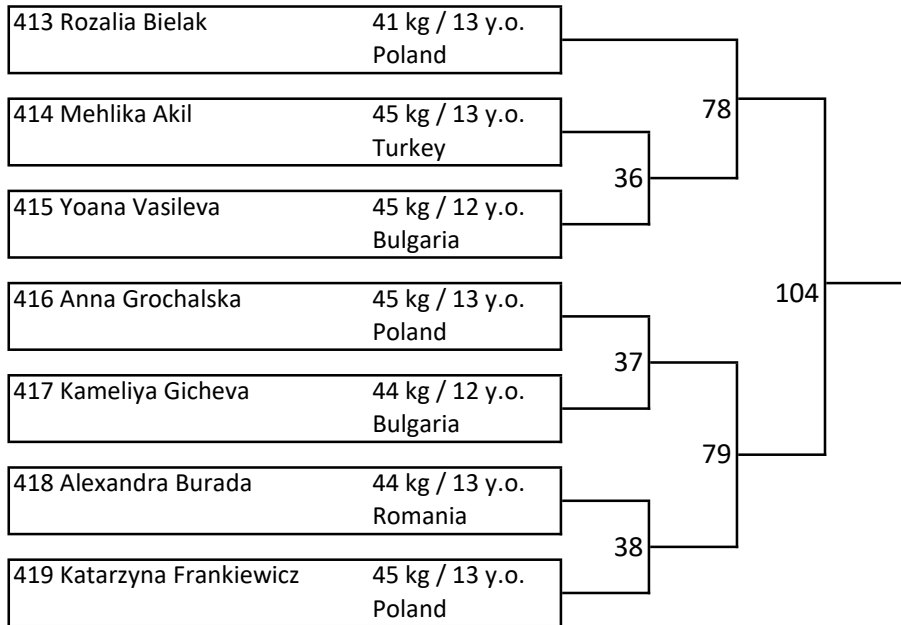 413 Rozalia Bielak 41 kg / 13 y.o.
Poland
78
414 Mehlika Akil 45 kg / 13 y.o.
Turkey
36
415 Yoana Vasileva 45 kg / 12 y.o.
Bulgaria
416 Anna Grochalska 45 kg / 13 y.o.
Poland
104
37
417 Kameliya Gicheva 44 kg / 12 y.o.
Bulgaria
79
418 Alexandra Burada 44 kg / 13 y.o.
Romania
38
419 Katarzyna Frankiewicz 45 kg / 13 y.o.
Poland